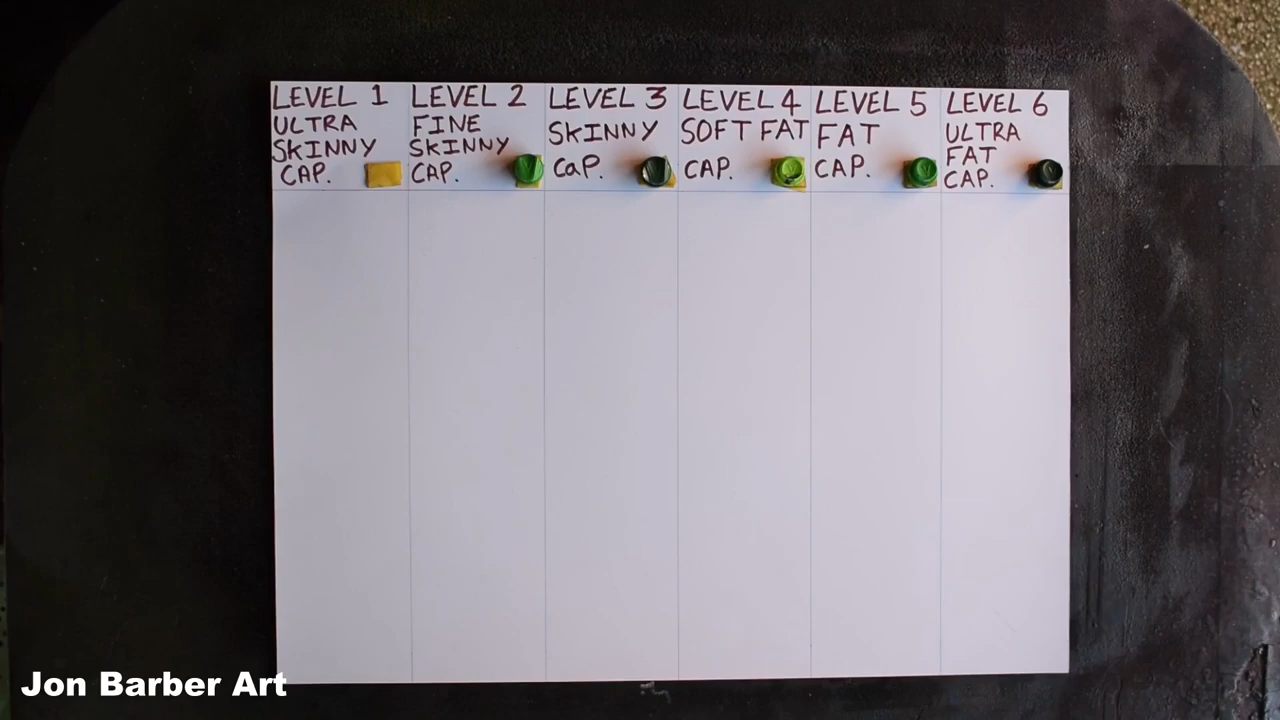 LEVEL 1
ULTRA
SKINNY
CAP.
LEVEL 2
FINE
SKINNY
CAP.
LEVEL 3
SKINNY
CaP.
LEVEL 4
SOFT FAT
CAP.
LEVEL 5
FAT
CAP.
LEVEL 6
ULTRA
FAT
CAP.
Jon Barber Art